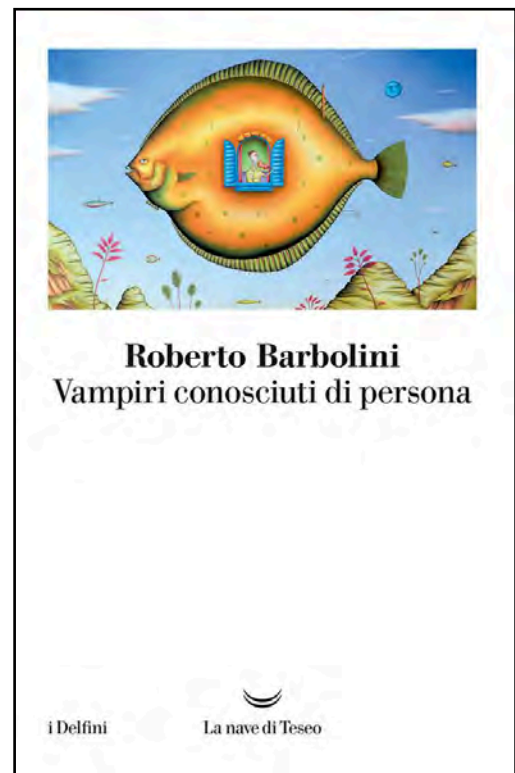 Roberto Barbolini
Vampiri conosciuti di persona
i Delfini
La nave di Teseo